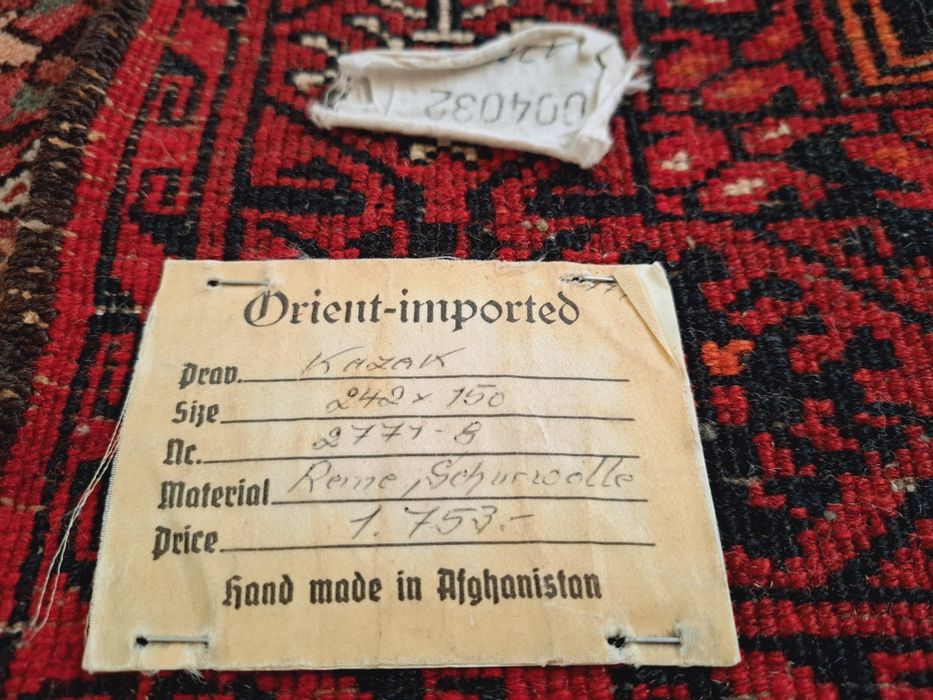 004032
Orient-imported
Prov. Kazak
Size 242 x 150
Nr. 2771-8
Material Reine Schurwolle
Price 1.753.-
Hand made in Afghanistan